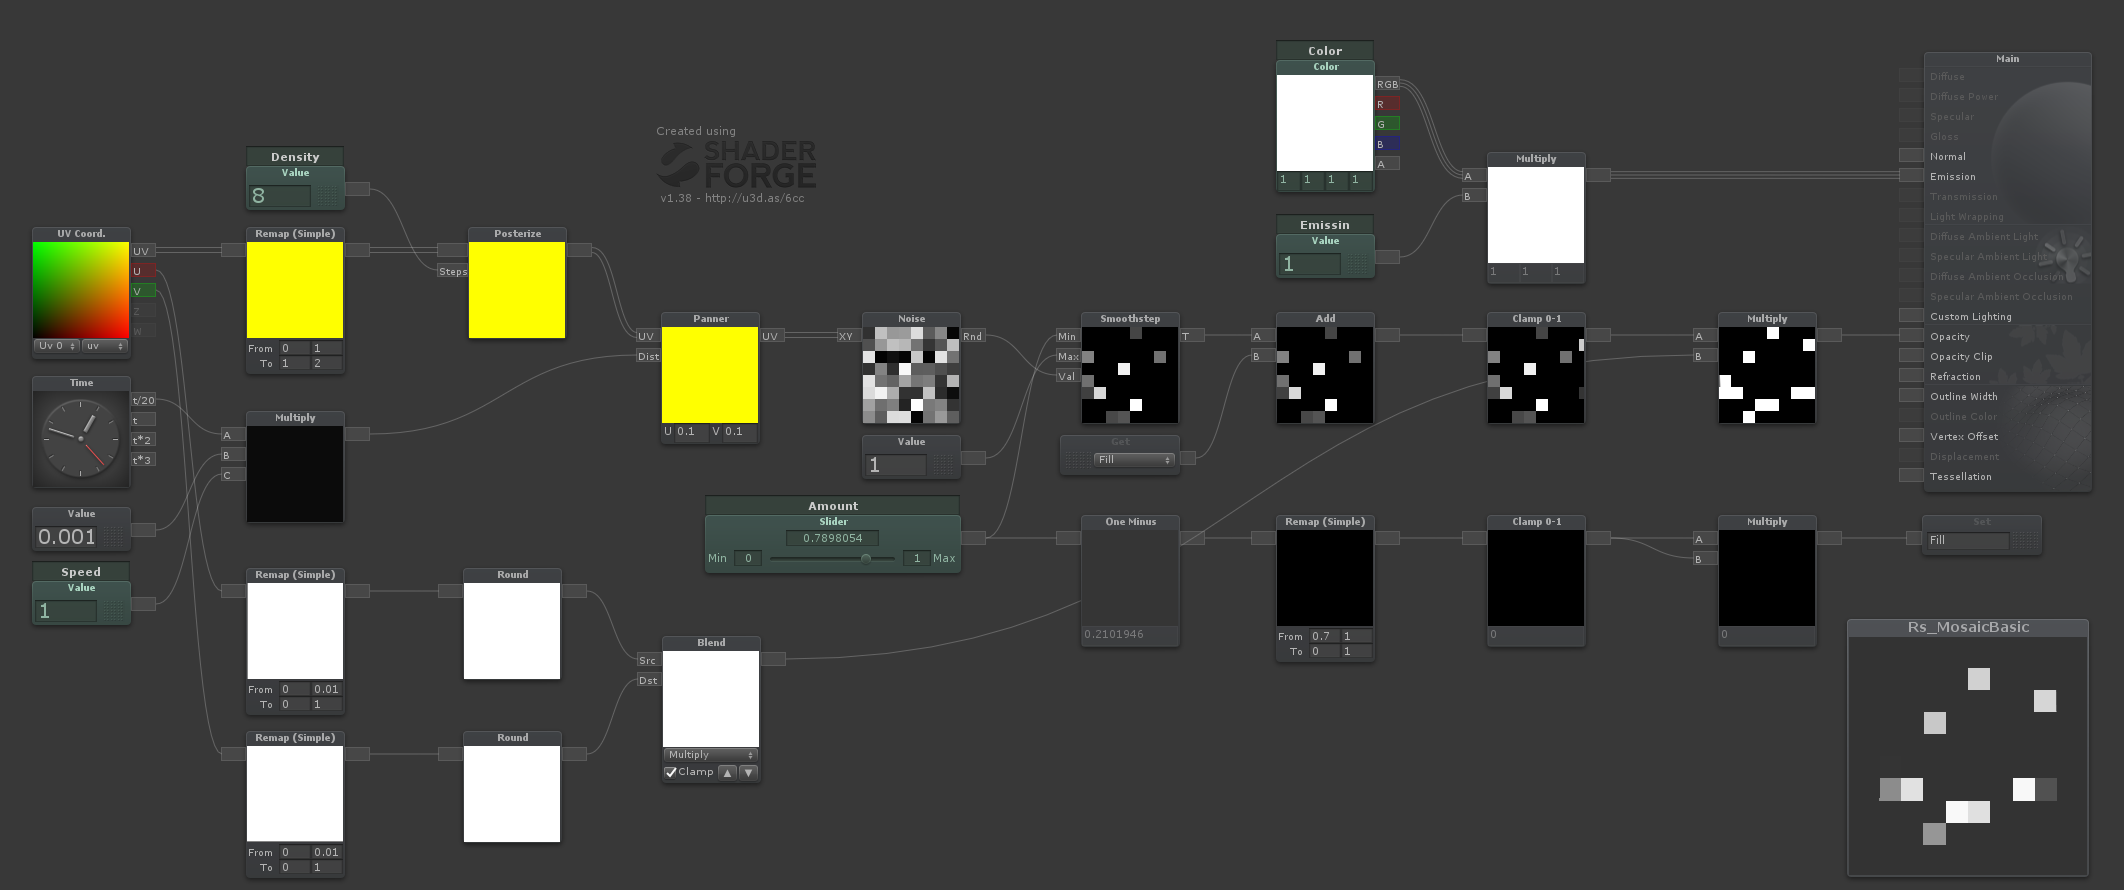 Color
Color
RGB
R
G
B
A
1 1 1 1
Main
Diffuse
Diffuse Power
Specular
Gloss
Normal
Emission
Transmission
Light Wrapping
Diffuse Ambient Light
Specular Ambient Light
Diffuse Ambient Occlusion
Specular Ambient Occlusion
Custom Lighting
Opacity
Opacity Clip
Refraction
Outline Width
Outline Color
Vertex Offset
Displacement
Tessellation
Created using
SHADER
FORGE
v1.38 - http://u3d.as/6cc
Density
Value
8
Multiply
A
B
1 1 1
Emissin
Value
1
UV Coord.
UV
U
V
Z
W
Uv 0 uv
Remap (Simple)
From 0 1
To 1 2
Posterize
Steps
Panner
UV
Dist
UV
U 0.1 V 0.1
Noise
XY
Rnd
Value
1
Smoothstep
Min
Max
Val
T
Get
Fill
Add
A
B
Clamp 0-1
Multiply
A
B
Time
t/20
t
t*2
t*3
Multiply
A
B
C
Value
0.001
Speed
Value
1
Amount
Slider
0.7898054
Min 0 1 Max
One Minus
0.2101946
Remap (Simple)
From 0.7 1
To 0 1
Clamp 0-1
0
Multiply
A
B
0
Set
Fill
Remap (Simple)
From 0 0.01
To 0 1
Round
Remap (Simple)
From 0 0.01
To 0 1
Round
Blend
Src
Dst
Multiply
Clamp
Rs_MosaicBasic